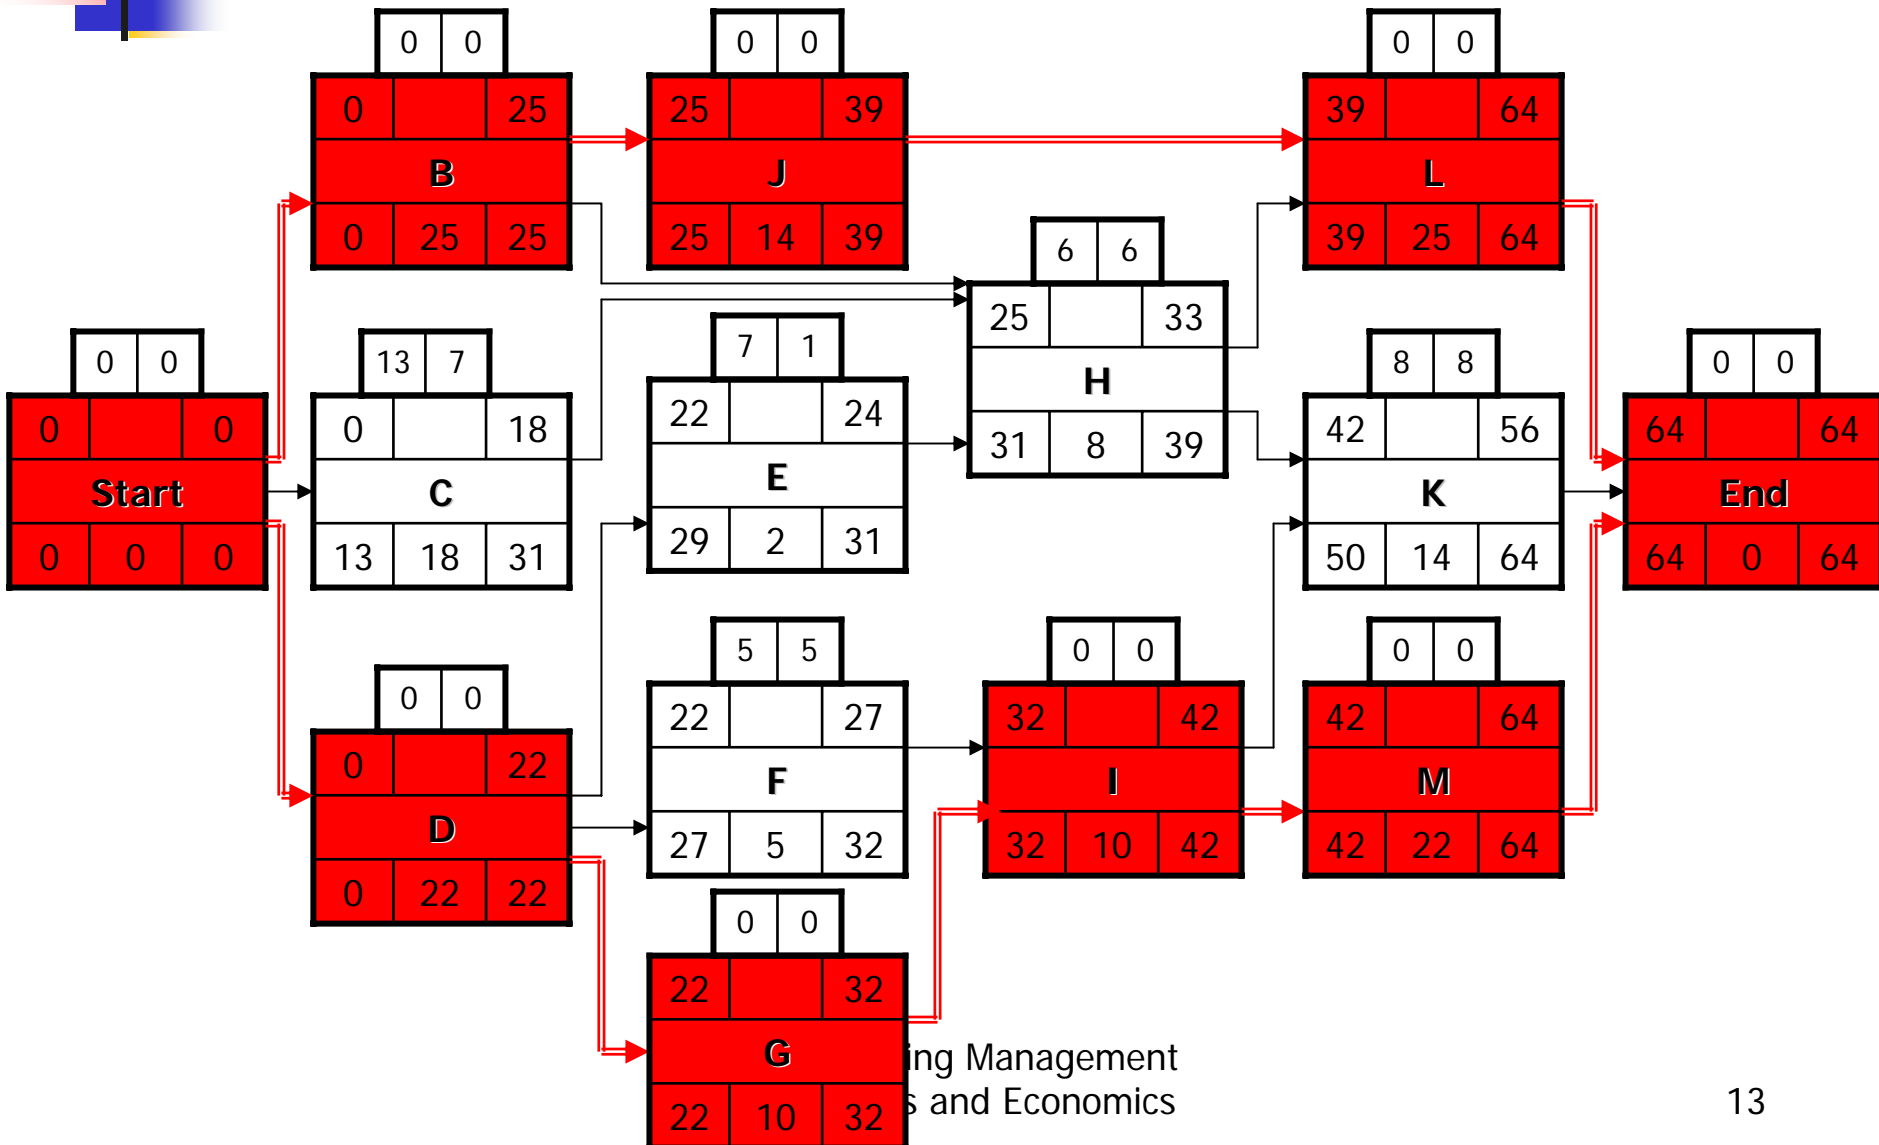 0 0
0 25
B
0 25 25
0 0
25 39
J
25 14 39
0 0
39 64
L
39 25 64
6 6
25 33
H
31 8 39
0 0
0 0
Start
0 0 0
13 7
0 18
C
13 18 31
7 1
22 24
E
29 2 31
8 8
42 56
K
50 14 64
0 0
64 64
End
64 0 64
0 0
0 22
D
0 22 22
5 5
22 27
F
27 5 32
0 0
32 42
I
32 10 42
0 0
42 64
M
42 22 64
0 0
22 32
G
22 10 32
ing Management
s and Economics
13